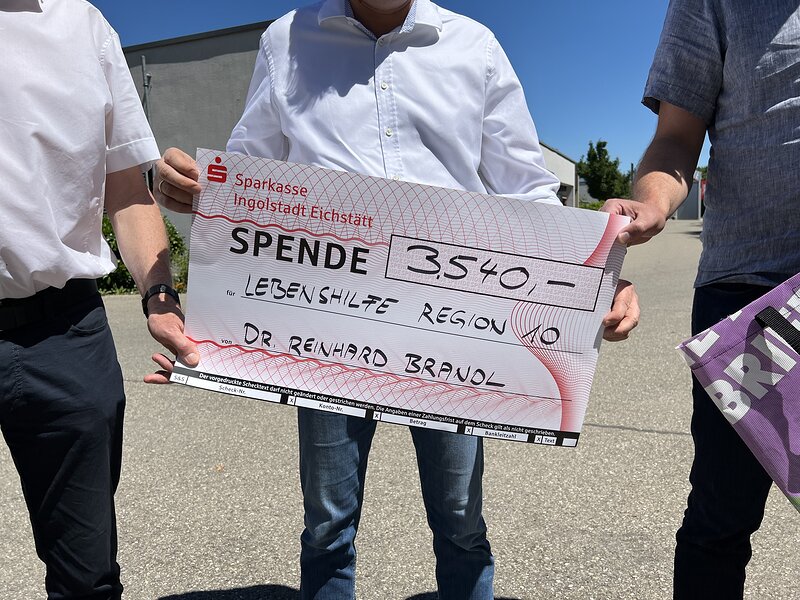 Sparkasse
Ingolstadt Eichstätt
SPENDE 3.540,—
für LEBENSHILFE REGION 10
von DR. REINHARD BRANDL
S&S Der vorgedruckte Schecktext darf nicht geändert oder gestrichen werden. Die Angaben einer Zahlungsfrist auf dem Scheck gilt als nicht geschrieben.
Scheck-Nr. X Konto-Nr. X Betrag X Bankleitzahl X Text